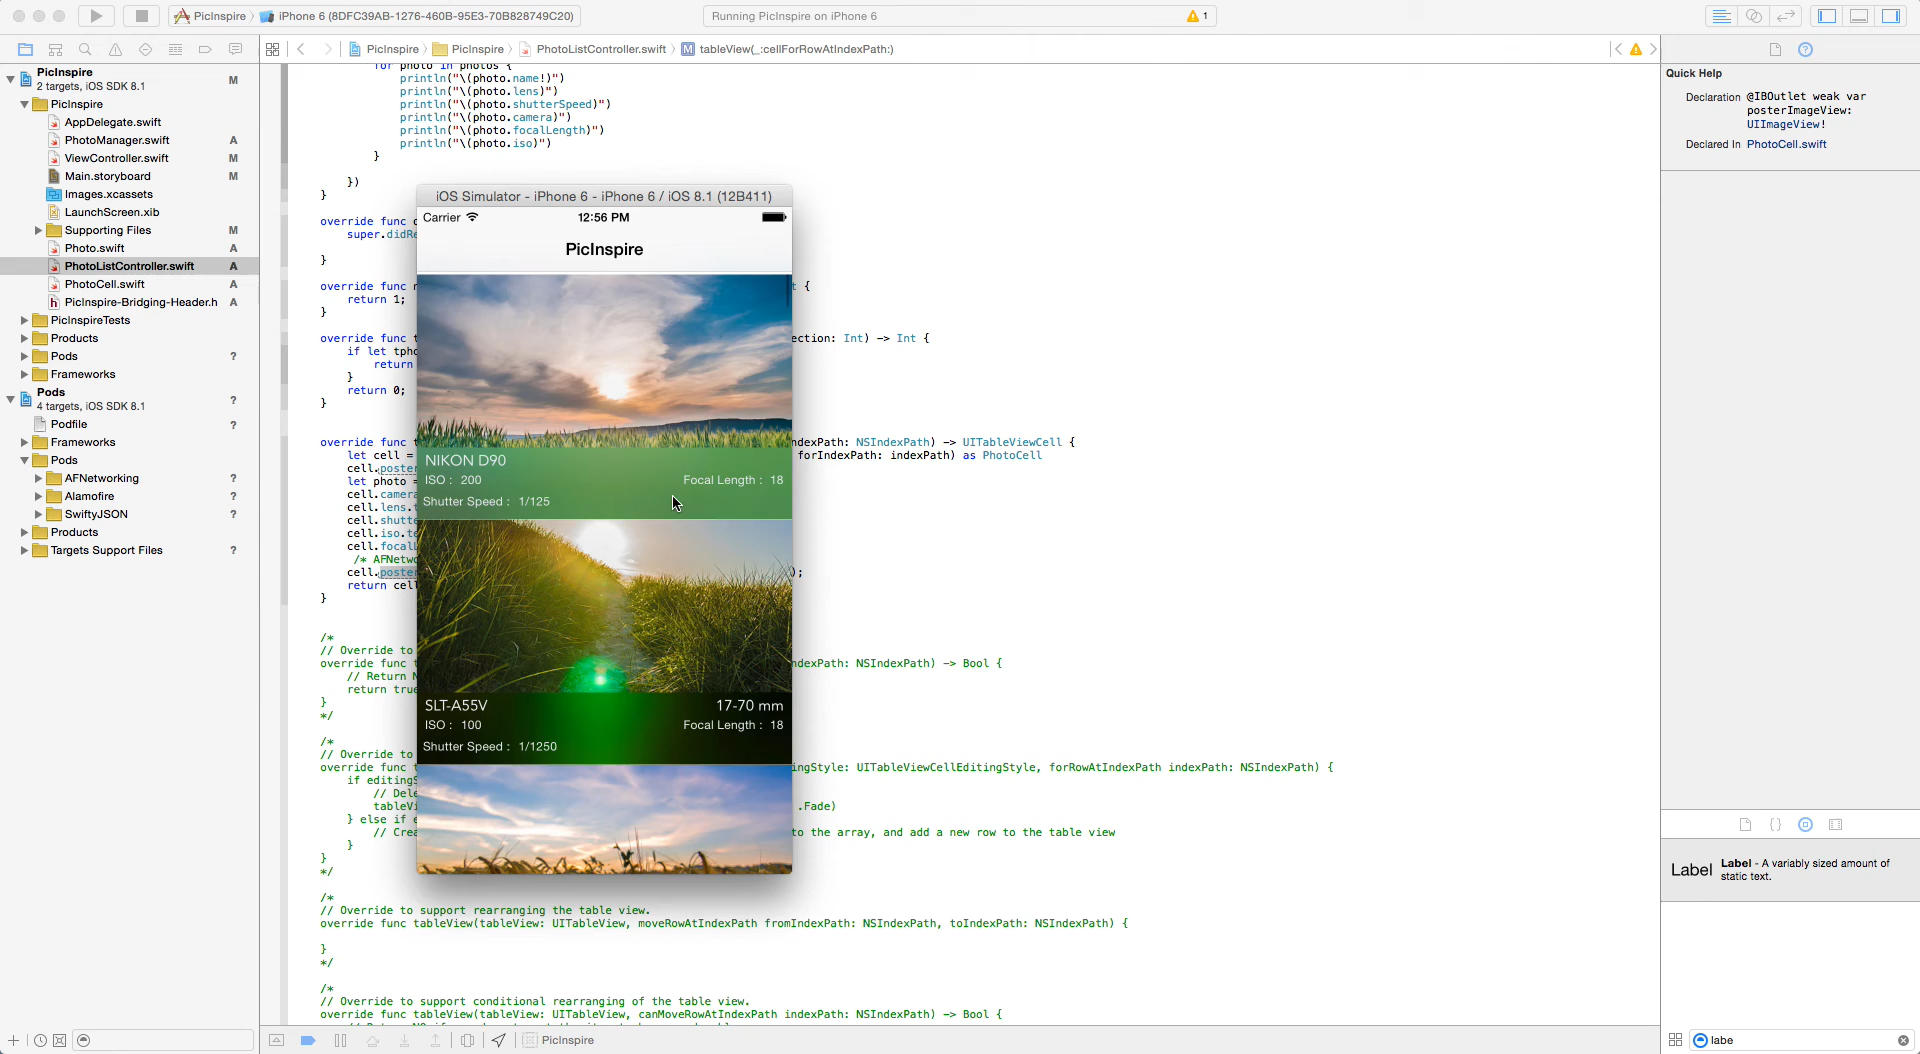 PicInspire
iPhone 6 (8DFC39AB-1276-460B-95E3-70B828749C20)
Running PicInspire on iPhone 6
1
PicInspire
PicInspire
PhotoListController.swift
M
tableView(_:cellForRowAtIndexPath:)
PicInspire
M
2 targets, iOS SDK 8.1
PicInspire
AppDelegate.swift
PhotoManager.swift
A
ViewController.swift
M
Main.storyboard
M
Images.xcassets
LaunchScreen.xib
Supporting Files
M
Photo.swift
A
PhotoListController.swift
A
PhotoCell.swift
A
h
PicInspire-Bridging-Header.h
A
PicInspireTests
Products
Pods
?
Frameworks
Pods
?
4 targets, iOS SDK 8.1
Podfile
?
Frameworks
Pods
AFNetworking
?
Alamofire
?
SwiftyJSON
?
Products
Targets Support Files
?
for photo in photos {
println("\(photo.name!)")
println("\(photo.lens)")
println("\(photo.shutterSpeed)")
println("\(photo.camera)")
println("\(photo.focalLength)")
println("\(photo.iso)")
}
})
}
override func
super.didRe
}
override func
t {
return 1;
}
override func
ection: Int) -> Int {
if let tpho
return
}
return 0;
}
override func
ndexPath: NSIndexPath) -> UITableViewCell {
let cell =
forIndexPath: indexPath) as PhotoCell
cell.poster
let photo =
cell.camera
cell.lens.t
cell.shutte
cell.iso.te
cell.focalL
/* AFNetwo
cell.poster
);
return cell
}
/*
// Override to
override func
ndexPath: NSIndexPath) -> Bool {
// Return N
return true
}
*/
/*
// Override to
override func
ingStyle: UITableViewCellEditingStyle, forRowAtIndexPath indexPath: NSIndexPath) {
if editingS
// Dele
tableVi
.Fade)
} else if e
// Crea
to the array, and add a new row to the table view
}
}
*/
/*
// Override to support rearranging the table view.
override func tableView(tableView: UITableView, moveRowAtIndexPath fromIndexPath: NSIndexPath, toIndexPath: NSIndexPath) {
}
*/
/*
// Override to support conditional rearranging of the table view.
override func tableView(tableView: UITableView, canMoveRowAtIndexPath indexPath: NSIndexPath) -> Bool {
iOS Simulator - iPhone 6 - iPhone 6 / iOS 8.1 (12B411)
Carrier
12:56 PM
PicInspire
NIKON D90
ISO : 200
Focal Length : 18
Shutter Speed : 1/125
SLT-A55V
17-70 mm
ISO : 100
Focal Length : 18
Shutter Speed : 1/1250
Quick Help
Declaration @IBOutlet weak var
posterImageView:
UIImageView!
Declared In PhotoCell.swift
Label
Label - A variably sized amount of
static text.
PicInspire
labe